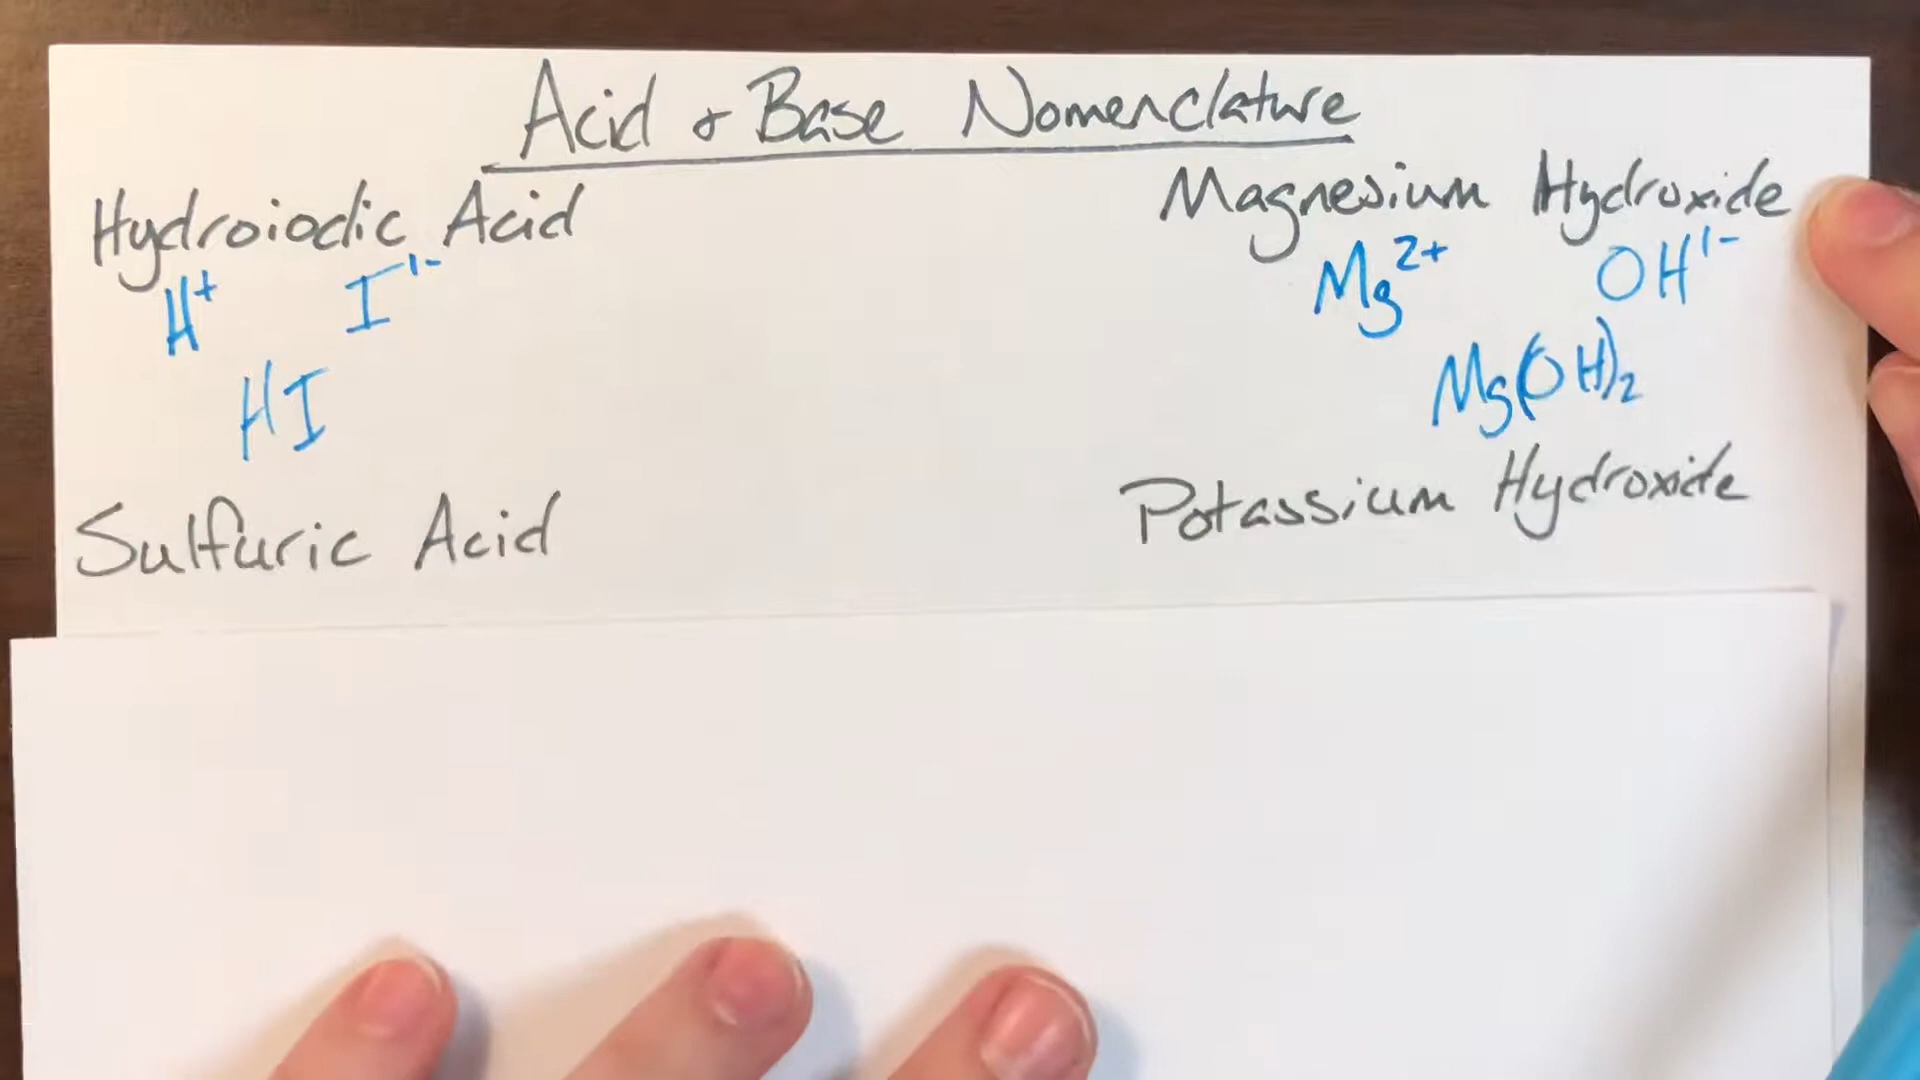 Acid & Base Nomenclature
Hydroiodic Acid
H⁺ I¹⁻
HI
Sulfuric Acid
Magnesium Hydroxide
Mg²⁺ OH¹⁻
Mg(OH)₂
Potassium Hydroxide